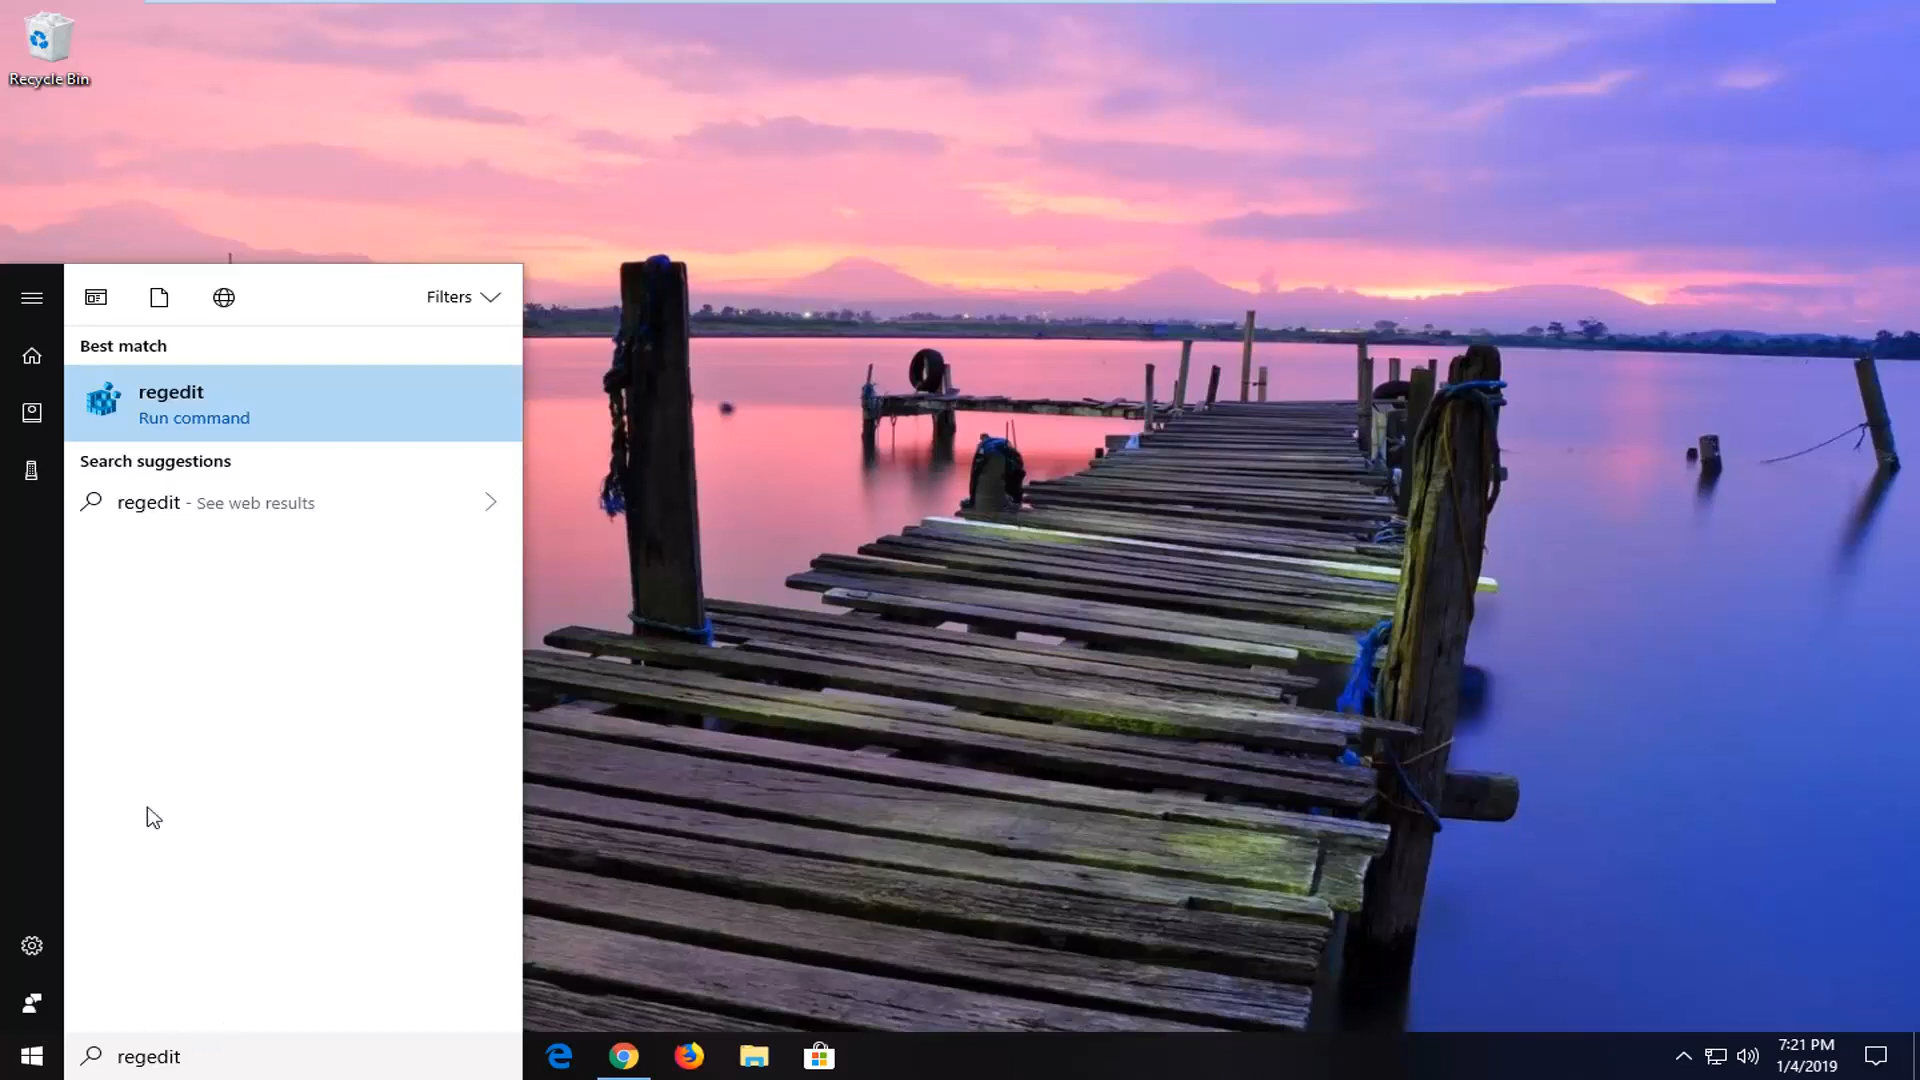 Recycle Bin
Filters
Best match
regedit
Run command
Search suggestions
regedit - See web results
regedit
7:21 PM
1/4/2019